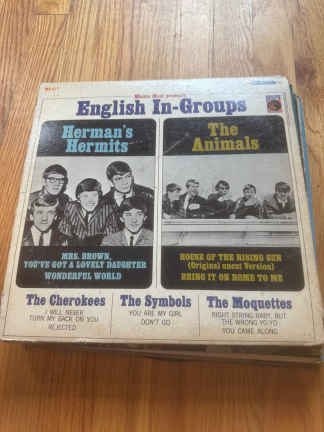 Mickie Most presents
English In-Groups
Herman's
Hermits
The
Animals
MRS. BROWN,
YOU'VE GOT A LOVELY DAUGHTER
WONDERFUL WORLD
HOUSE OF THE RISING SUN
(Original uncut Version)
BRING IT ON HOME TO ME
The Cherokees
I WILL NEVER
TURN MY BACK ON YOU
REJECTED
The Symbols
YOU ARE MY GIRL
DON'T GO
The Moquettes
RIGHT STRING BABY, BUT
THE WRONG YO-YO
YOU CAME ALONG